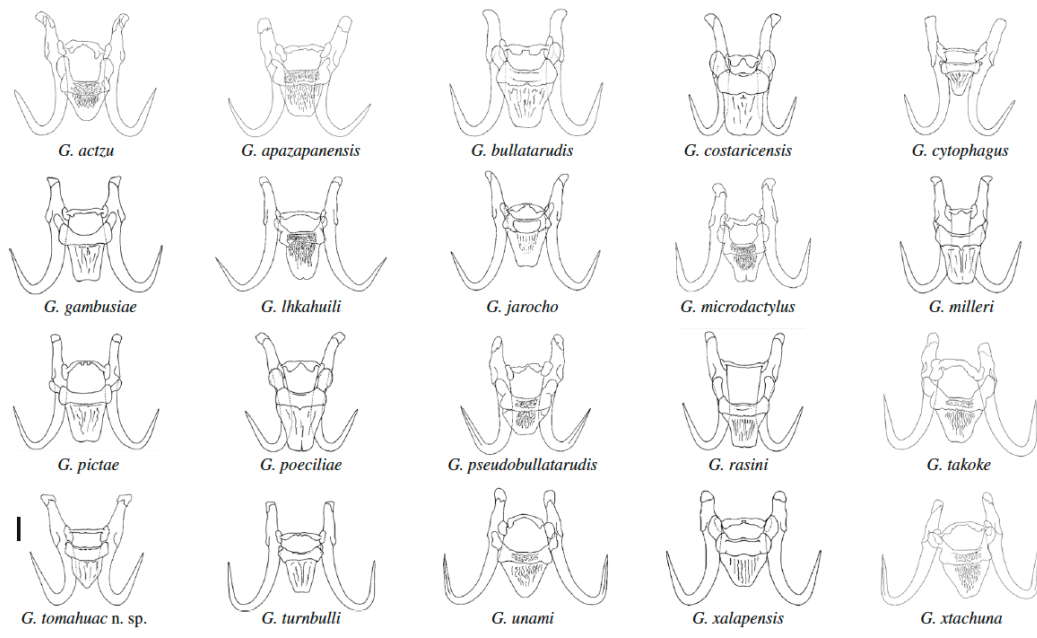 G. actzu
G. apazapanensis
G. bullatarudis
G. costaricensis
G. cytophagus
G. gambusiae
G. lhkahuili
G. jarocho
G. microdactylus
G. milleri
G. pictae
G. poeciliae
G. pseudobullatarudis
G. rasini
G. takoke
G. tomahuac n. sp.
G. turnbulli
G. unami
G. xalapensis
G. xtachuna